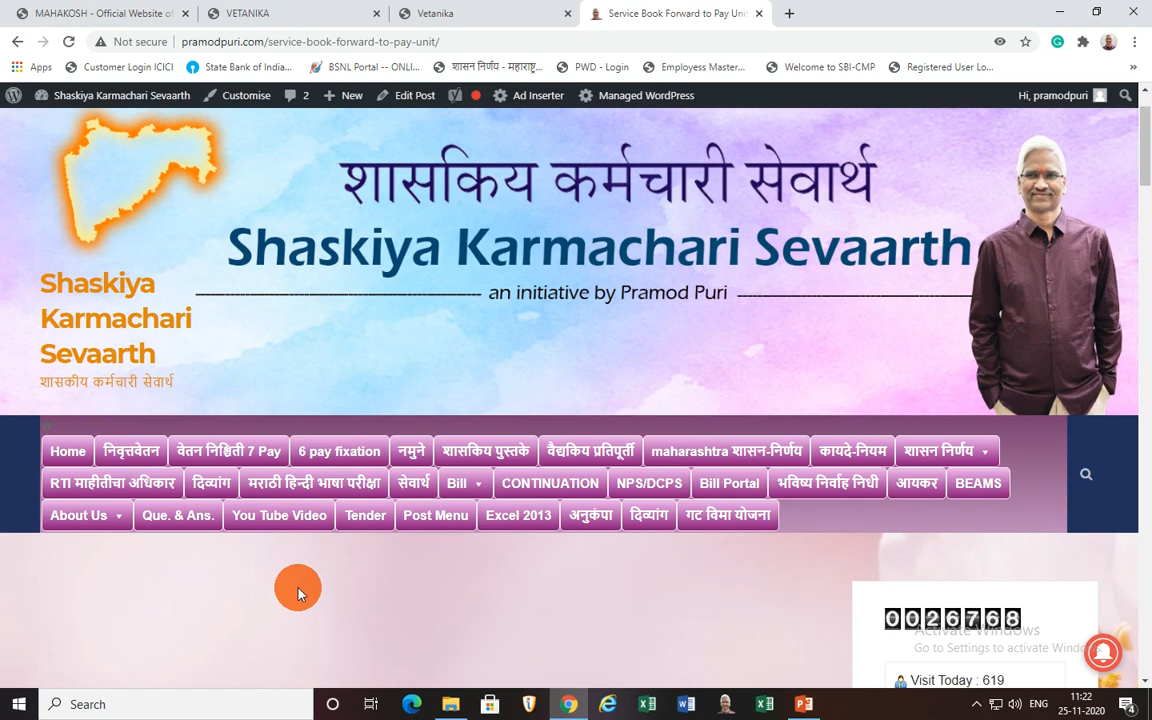 MAHAKOSH - Official Website of
VETANIKA
Vetanika
Service Book Forward to Pay Unit
Not secure
pramodpuri.com/service-book-forward-to-pay-unit/
Apps
Customer Login ICICI
State Bank of India...
BSNL Portal -- ONLI...
शासन निर्णय - महाराष्ट्र...
PWD - Login
Employess Master...
Welcome to SBI-CMP
Registered User Lo...
Shaskiya Karmachari Sevaarth
Customise
2
New
Edit Post
Ad Inserter
Managed WordPress
Hi, pramodpuri
शासकिय कर्मचारी सेवार्थ
Shaskiya Karmachari Sevaarth
an initiative by Pramod Puri
Shaskiya
Karmachari
Sevaarth
शासकीय कर्मचारी सेवार्थ
Home निवृत्तवेतन वेतन निश्चिती 7 Pay 6 pay fixation नमुने शासकिय पुस्तके वैद्यकिय प्रतिपूर्ती maharashtra शासन-निर्णय कायदे-नियम शासन निर्णय
RTI माहीतीचा अधिकार दिव्यांग मराठी हिन्दी भाषा परीक्षा सेवार्थ Bill CONTINUATION NPS/DCPS Bill Portal भविष्य निर्वाह निधी आयकर BEAMS
About Us Que. & Ans. You Tube Video Tender Post Menu Excel 2013 अनुकंपा दिव्यांग गट विमा योजना
0026768
Activate Windows
Go to Settings to activate Windows.
Visit Today : 619
Search
ENG
11:22
25-11-2020
4